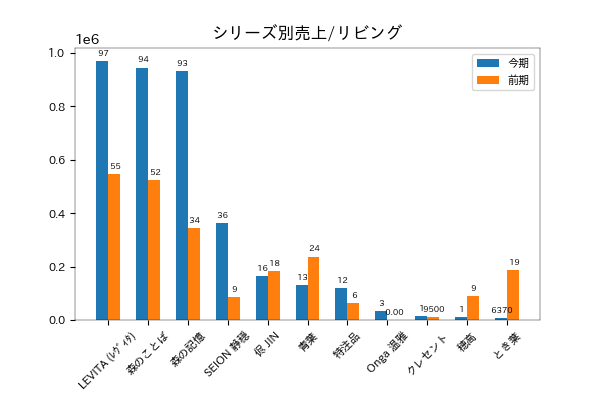 シリーズ別売上/リビング
1e6
1.0
0.8
0.6
0.4
0.2
0.0
今期
前期
97
55
94
52
93
34
36
9
16
18
13
24
12
6
3
0.00
1
9500
1
9
6370
19
LEVITA (ﾚｳﾞｨﾀ)
森のことば
森の記憶
SEION 静穏
侭 JIN
青葉
特注品
Onga 温雅
クレセント
穂高
とき葉